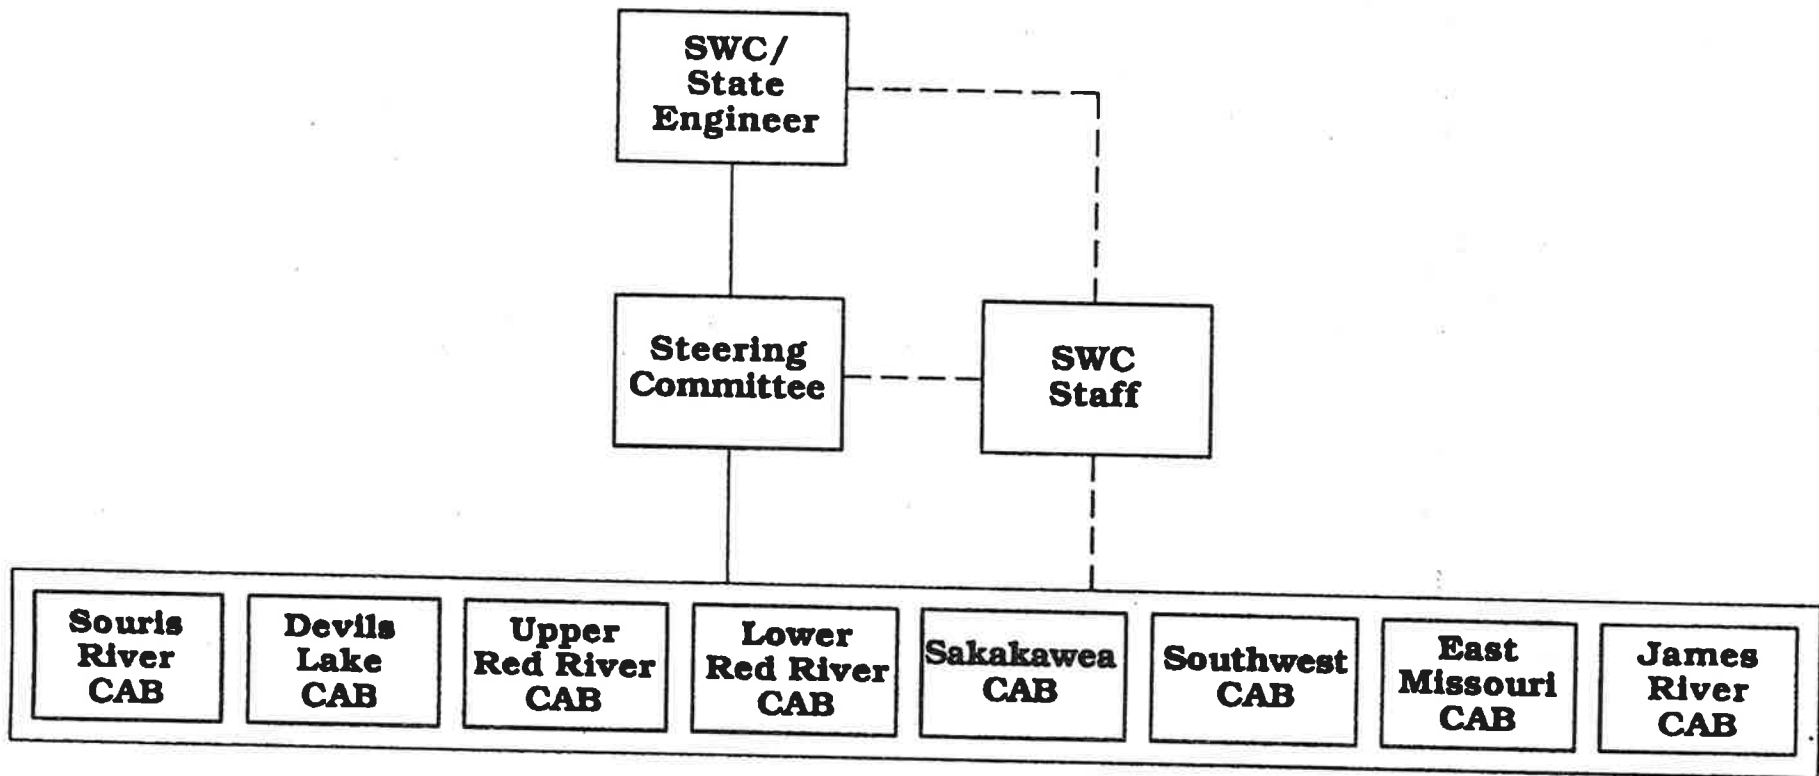 SWC/
State
Engineer
Steering
Committee
SWC
Staff
Souris
River
CAB
Devils
Lake
CAB
Upper
Red River
CAB
Lower
Red River
CAB
Sakakawea
CAB
Southwest
CAB
East
Missouri
CAB
James
River
CAB